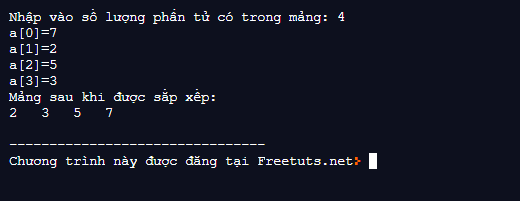 Nhập vào số lượng phần tử có trong mảng: 4
a[0]=7
a[1]=2
a[2]=5
a[3]=3
Mảng sau khi được sắp xếp:
2   3   5   7
--------------------------------
Chương trình này được đăng tại Freetuts.net>